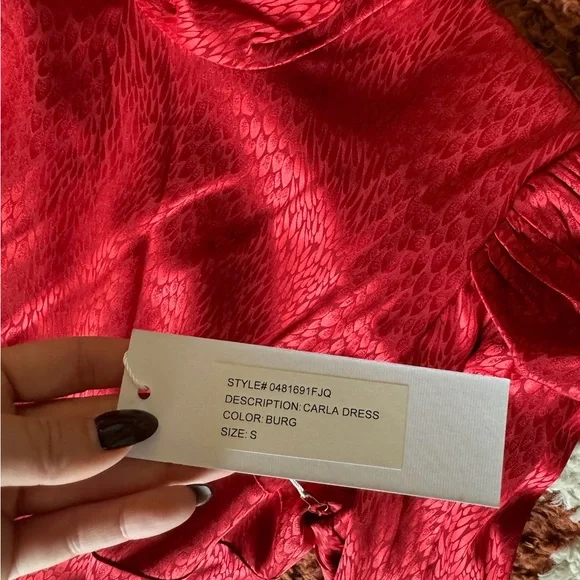 STYLE# 0481691FJQ
DESCRIPTION: CARLA DRESS
COLOR: BURG
SIZE: S